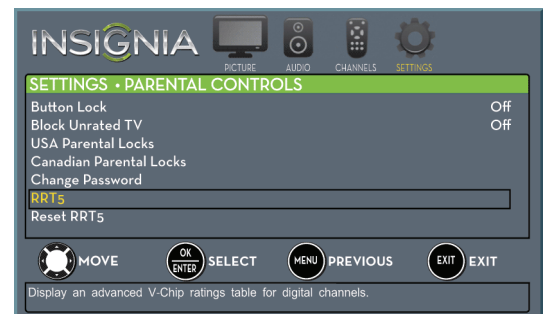 INSIGNIA
PICTURE AUDIO CHANNELS SETTINGS
SETTINGS • PARENTAL CONTROLS
Button Lock Off
Block Unrated TV Off
USA Parental Locks
Canadian Parental Locks
Change Password
RRT5
Reset RRT5
MOVE OK ENTER SELECT MENU PREVIOUS EXIT EXIT
Display an advanced V-Chip ratings table for digital channels.